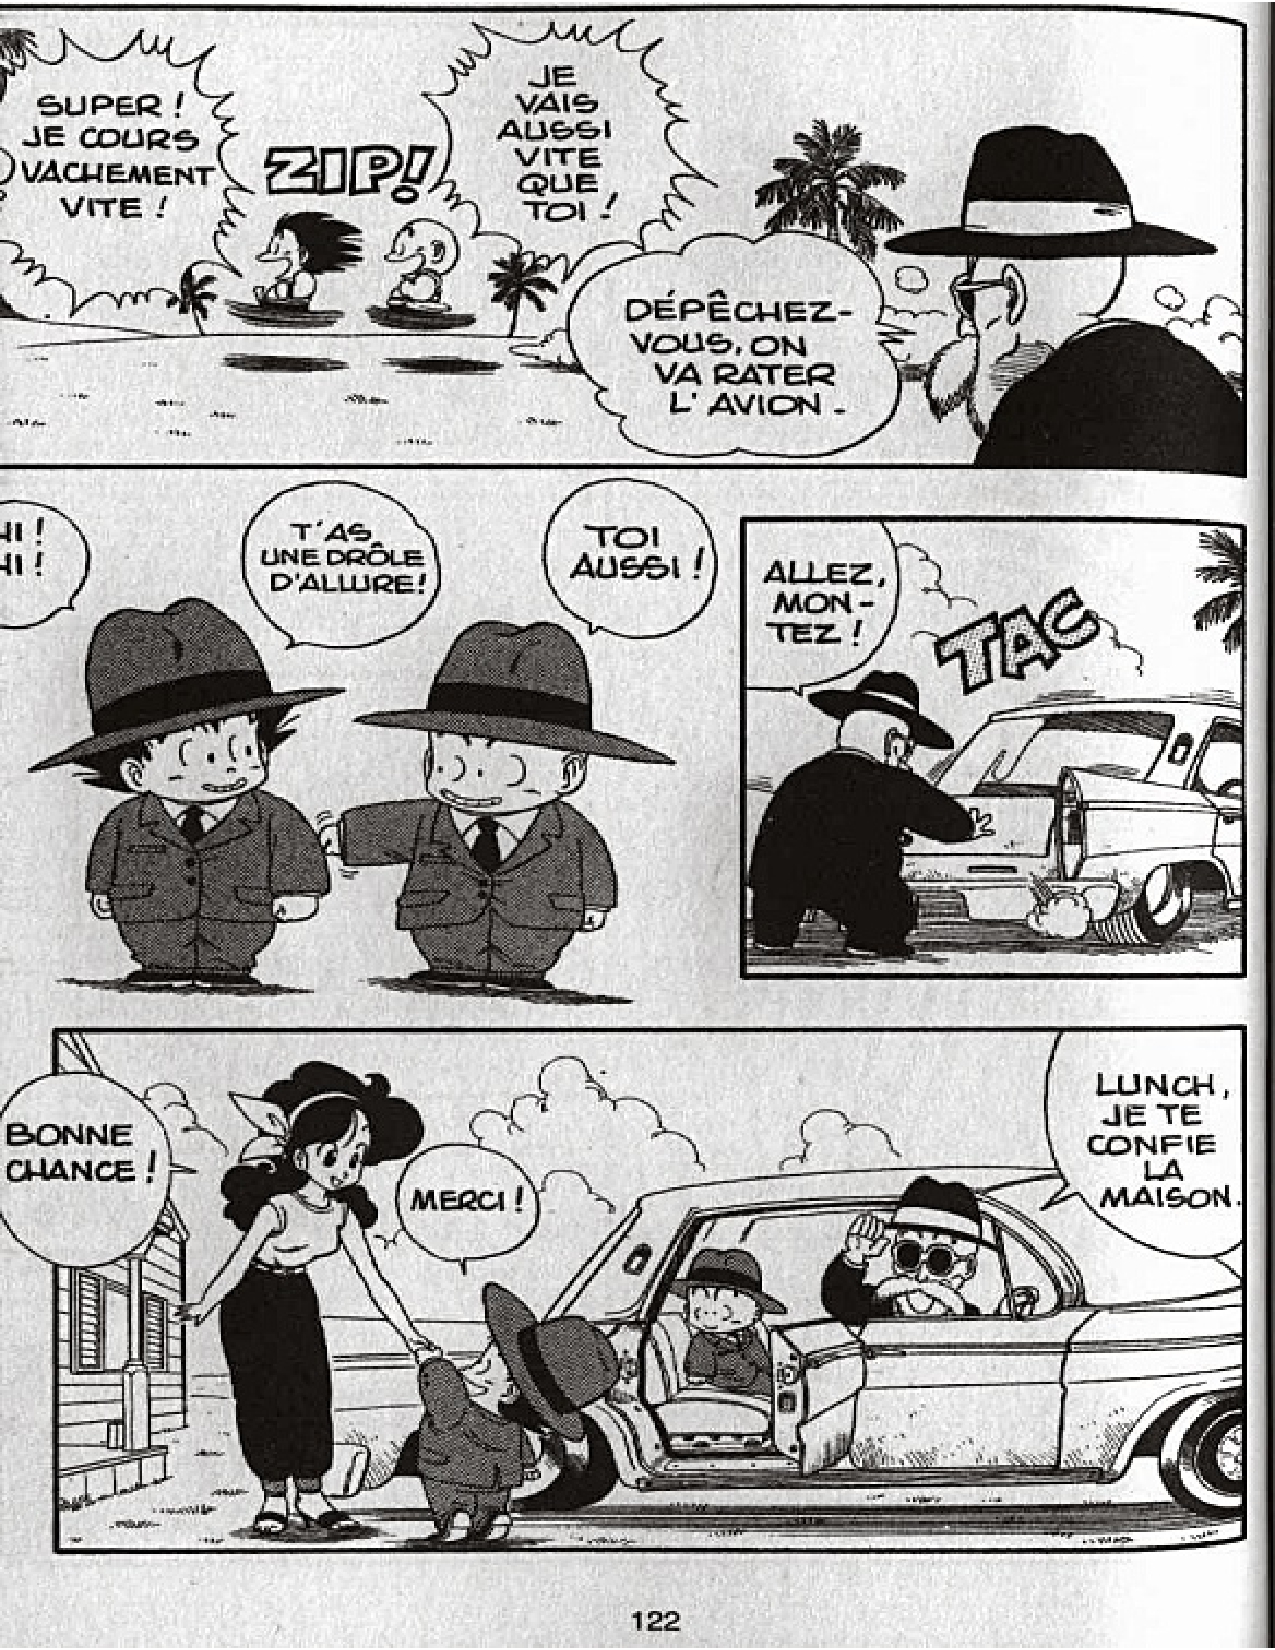 SUPER !
JE COURS
VACHEMENT
VITE !
ZIP!
JE
VAIS
AUSSI
VITE
QUE
TOI !
DÉPÊCHEZ-
VOUS, ON
VA RATER
L'AVION.
HI !
HI !
T'AS
UNE DRÔLE
D'ALLURE!
TOI
AUSSI !
ALLEZ,
MON-
TEZ !
TAC
BONNE
CHANCE !
MERCI !
LUNCH,
JE TE
CONFIE
LA
MAISON.
122